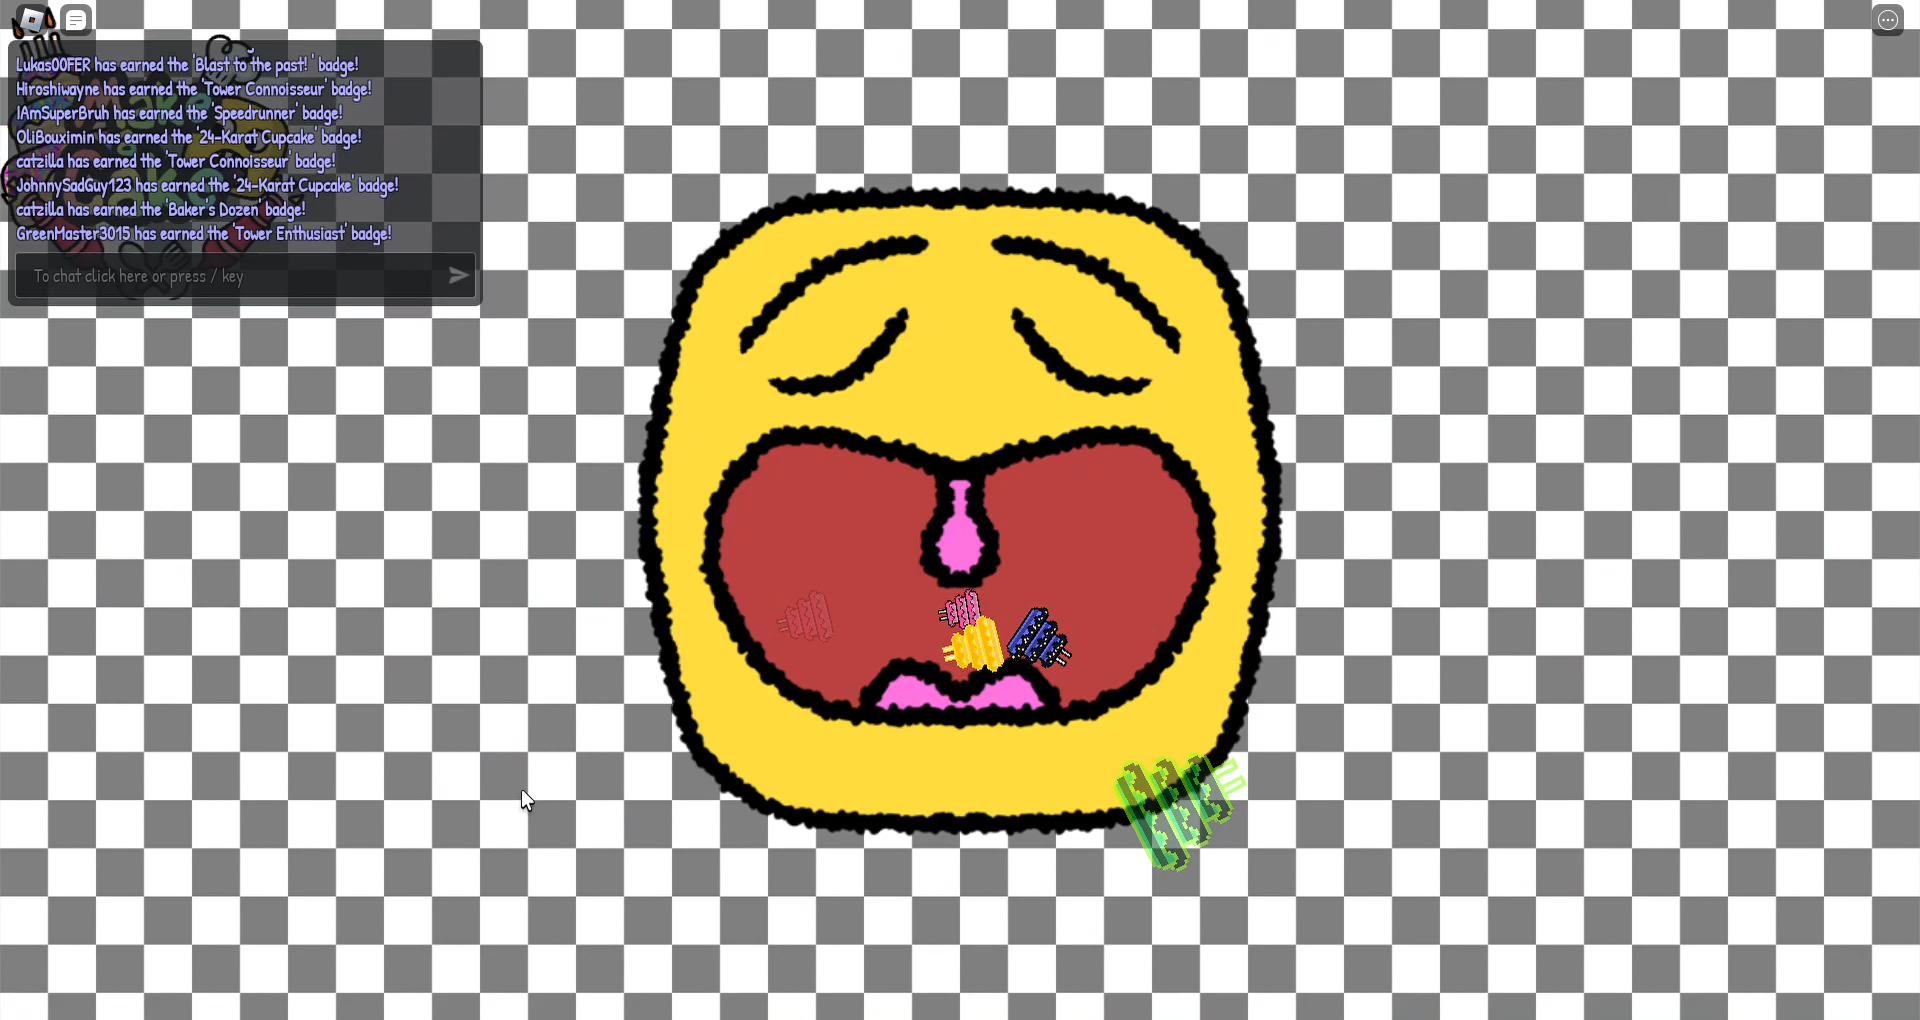 Lukas00FER has earned the 'Blast to the past! ' badge!
Hiroshiwayne has earned the 'Tower Connoisseur' badge!
IAmSuperBruh has earned the 'Speedrunner' badge!
OliBouximin has earned the '24-Karat Cupcake' badge!
catzilla has earned the 'Tower Connoisseur' badge!
JohnnySadGuy123 has earned the '24-Karat Cupcake' badge!
catzilla has earned the 'Baker's Dozen' badge!
GreenMaster3015 has earned the 'Tower Enthusiast' badge!
To chat click here or press / key